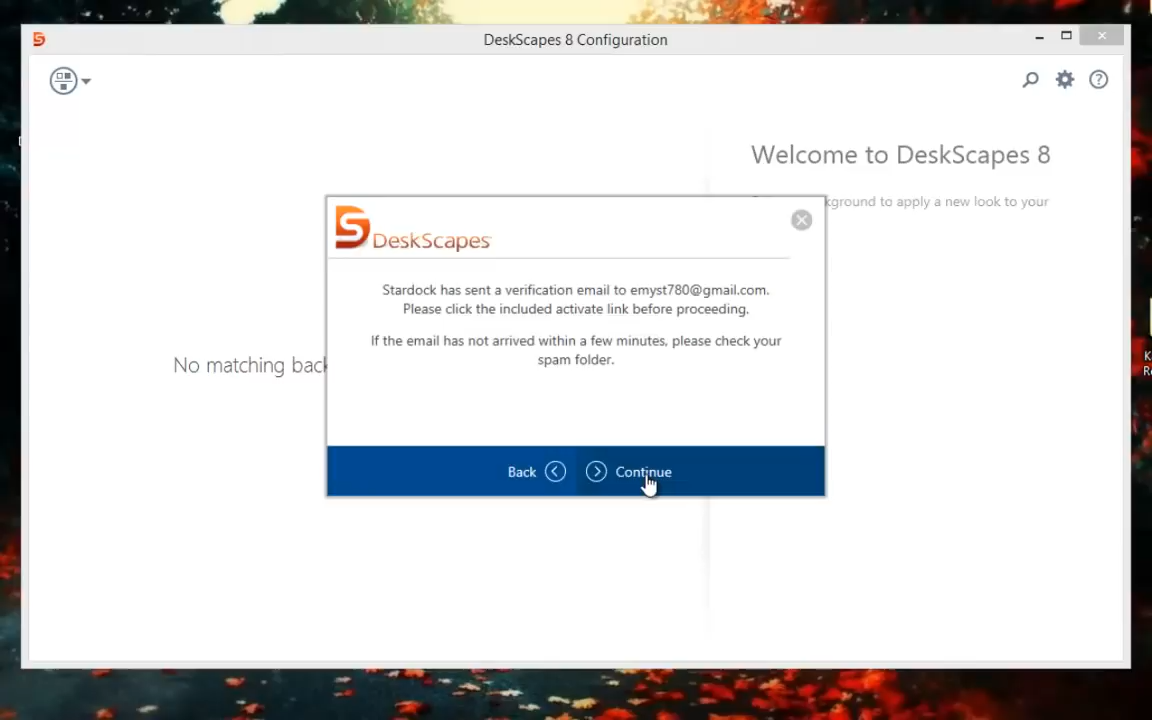 DeskScapes 8 Configuration
Welcome to DeskScapes 8
kground to apply a new look to your
DeskScapes
Stardock has sent a verification email to emyst780@gmail.com.
Please click the included activate link before proceeding.
If the email has not arrived within a few minutes, please check your
spam folder.
No matching back
Back
Continue